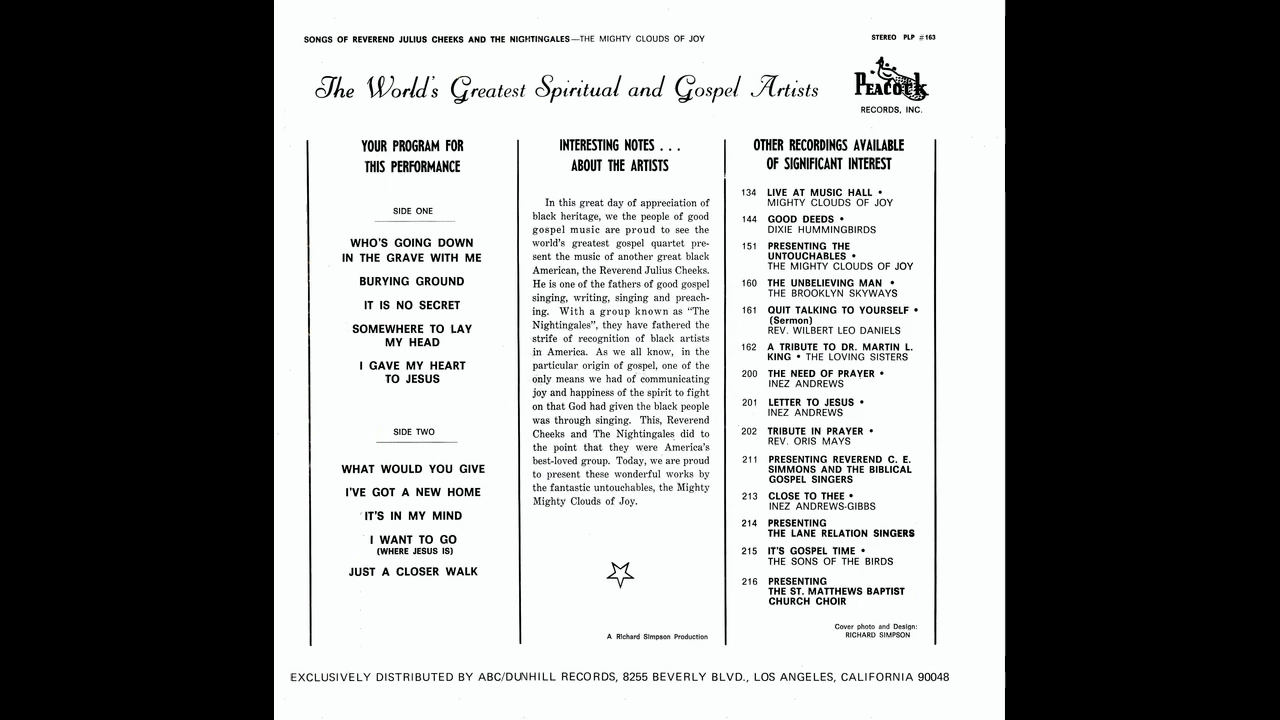 SONGS OF REVEREND JULIUS CHEEKS AND THE NIGHTINGALES—THE MIGHTY CLOUDS OF JOY
STEREO PLP #163
The World's Greatest Spiritual and Gospel Artists
PEACOCK
RECORDS, INC.
YOUR PROGRAM FOR
THIS PERFORMANCE
SIDE ONE
WHO'S GOING DOWN
IN THE GRAVE WITH ME
BURYING GROUND
IT IS NO SECRET
SOMEWHERE TO LAY
MY HEAD
I GAVE MY HEART
TO JESUS
SIDE TWO
WHAT WOULD YOU GIVE
I'VE GOT A NEW HOME
IT'S IN MY MIND
I WANT TO GO
(WHERE JESUS IS)
JUST A CLOSER WALK
INTERESTING NOTES . . .
ABOUT THE ARTISTS
In this great day of appreciation of
black heritage, we the people of good
gospel music are proud to see the
world's greatest gospel quartet pre-
sent the music of another great black
American, the Reverend Julius Cheeks.
He is one of the fathers of good gospel
singing, writing, singing and preach-
ing. With a group known as "The
Nightingales", they have fathered the
strife of recognition of black artists
in America. As we all know, in the
particular origin of gospel, one of the
only means we had of communicating
joy and happiness of the spirit to fight
on that God had given the black people
was through singing. This, Reverend
Cheeks and The Nightingales did to
the point that they were America's
best-loved group. Today, we are proud
to present these wonderful works by
the fantastic untouchables, the Mighty
Mighty Clouds of Joy.
A Richard Simpson Production
OTHER RECORDINGS AVAILABLE
OF SIGNIFICANT INTEREST
134 LIVE AT MUSIC HALL •
MIGHTY CLOUDS OF JOY
144 GOOD DEEDS •
DIXIE HUMMINGBIRDS
151 PRESENTING THE
UNTOUCHABLES •
THE MIGHTY CLOUDS OF JOY
160 THE UNBELIEVING MAN •
THE BROOKLYN SKYWAYS
161 QUIT TALKING TO YOURSELF •
(Sermon)
REV. WILBERT LEO DANIELS
162 A TRIBUTE TO DR. MARTIN L.
KING • THE LOVING SISTERS
200 THE NEED OF PRAYER •
INEZ ANDREWS
201 LETTER TO JESUS •
INEZ ANDREWS
202 TRIBUTE IN PRAYER •
REV. ORIS MAYS
211 PRESENTING REVEREND C. E.
SIMMONS AND THE BIBLICAL
GOSPEL SINGERS
213 CLOSE TO THEE •
INEZ ANDREWS-GIBBS
214 PRESENTING
THE LANE RELATION SINGERS
215 IT'S GOSPEL TIME •
THE SONS OF THE BIRDS
216 PRESENTING
THE ST. MATTHEWS BAPTIST
CHURCH CHOIR
Cover photo and Design:
RICHARD SIMPSON
EXCLUSIVELY DISTRIBUTED BY ABC/DUNHILL RECORDS, 8255 BEVERLY BLVD., LOS ANGELES, CALIFORNIA 90048